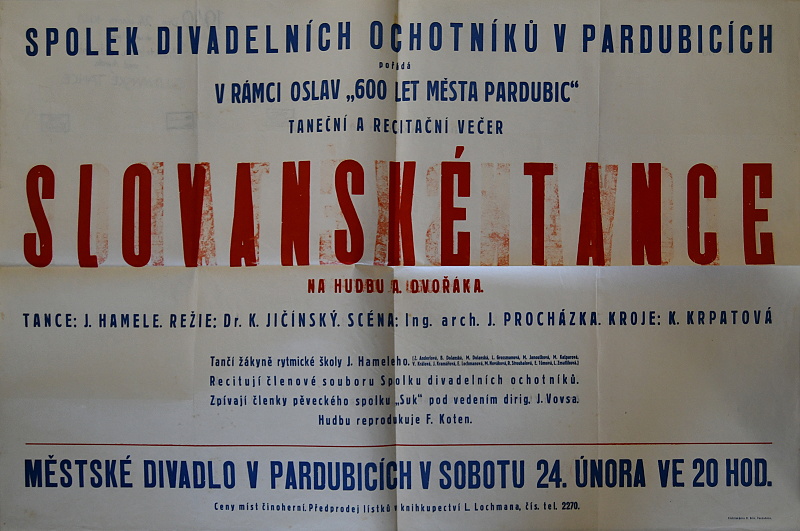 SPOLEK DIVADELNÍCH OCHOTNÍKŮ V PARDUBICÍCH
pořádá
V RÁMCI OSLAV „600 LET MĚSTA PARDUBIC“
TANEČNÍ A RECITAČNÍ VEČER
SLOVANSKÉ TANCE
NA HUDBU A. DVOŘÁKA.
TANCE: J. HAMELE. REŽIE: Dr. K. JIČÍNSKÝ. SCÉNA: Ing. arch. J. PROCHÁZKA. KROJE: K. KRPATOVÁ
Tančí žákyně rytmické školy J. Hameleho.
Recitují členové souboru Spolku divadelních ochotníků.
Zpívají členky pěveckého spolku „Suk“ pod vedením dirig. J. Vovsa.
Hudbu reprodukuje F. Koten.
MĚSTSKÉ DIVADLO V PARDUBICÍCH V SOBOTU 24. ÚNORA VE 20 HOD.
Ceny míst činoherní. Předprodej lístků v knihkupectví L. Lochmana, čís. tel. 2270.